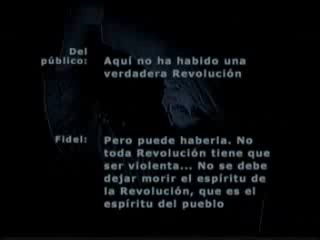 Del
público:
Aquí no ha habido una
verdadera Revolución
Fidel:
Pero puede haberla. No
toda Revolución tiene que
ser violenta... No se debe
dejar morir el espíritu de
la Revolución, que es el
espíritu del pueblo